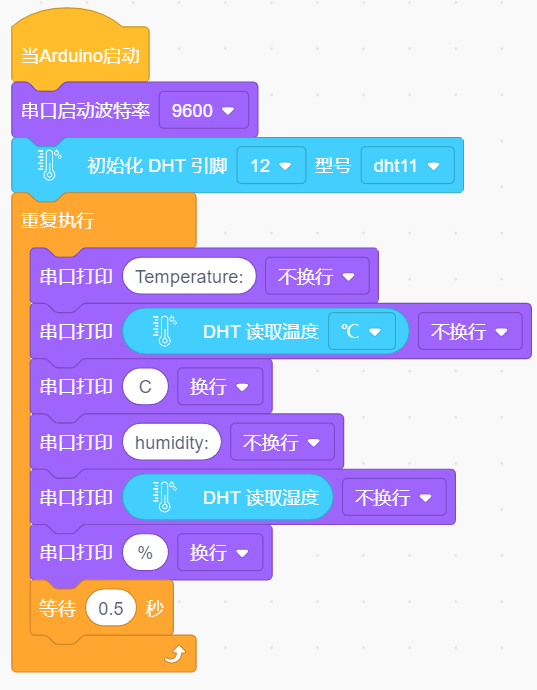 当Arduino启动
串口启动波特率 9600
初始化 DHT 引脚 12 型号 dht11
重复执行
串口打印 Temperature: 不换行
串口打印 DHT 读取温度 ℃ 不换行
串口打印 C 换行
串口打印 humidity: 不换行
串口打印 DHT 读取湿度 不换行
串口打印 % 换行
等待 0.5 秒